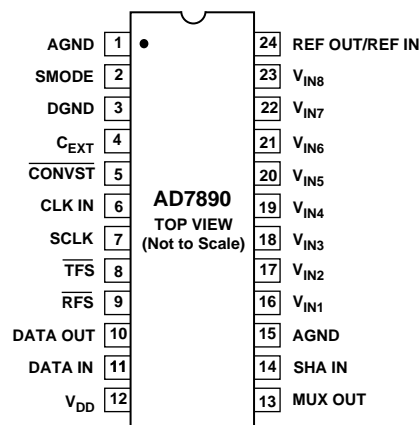 AGND 1 24 REF OUT/REF IN
SMODE 2 23 VIN8
DGND 3 22 VIN7
CEXT 4 21 VIN6
CONVST 5 20 VIN5
CLK IN 6 19 VIN4
SCLK 7 18 VIN3
TFS 8 17 VIN2
RFS 9 16 VIN1
DATA OUT 10 15 AGND
DATA IN 11 14 SHA IN
VDD 12 13 MUX OUT
AD7890
TOP VIEW
(Not to Scale)